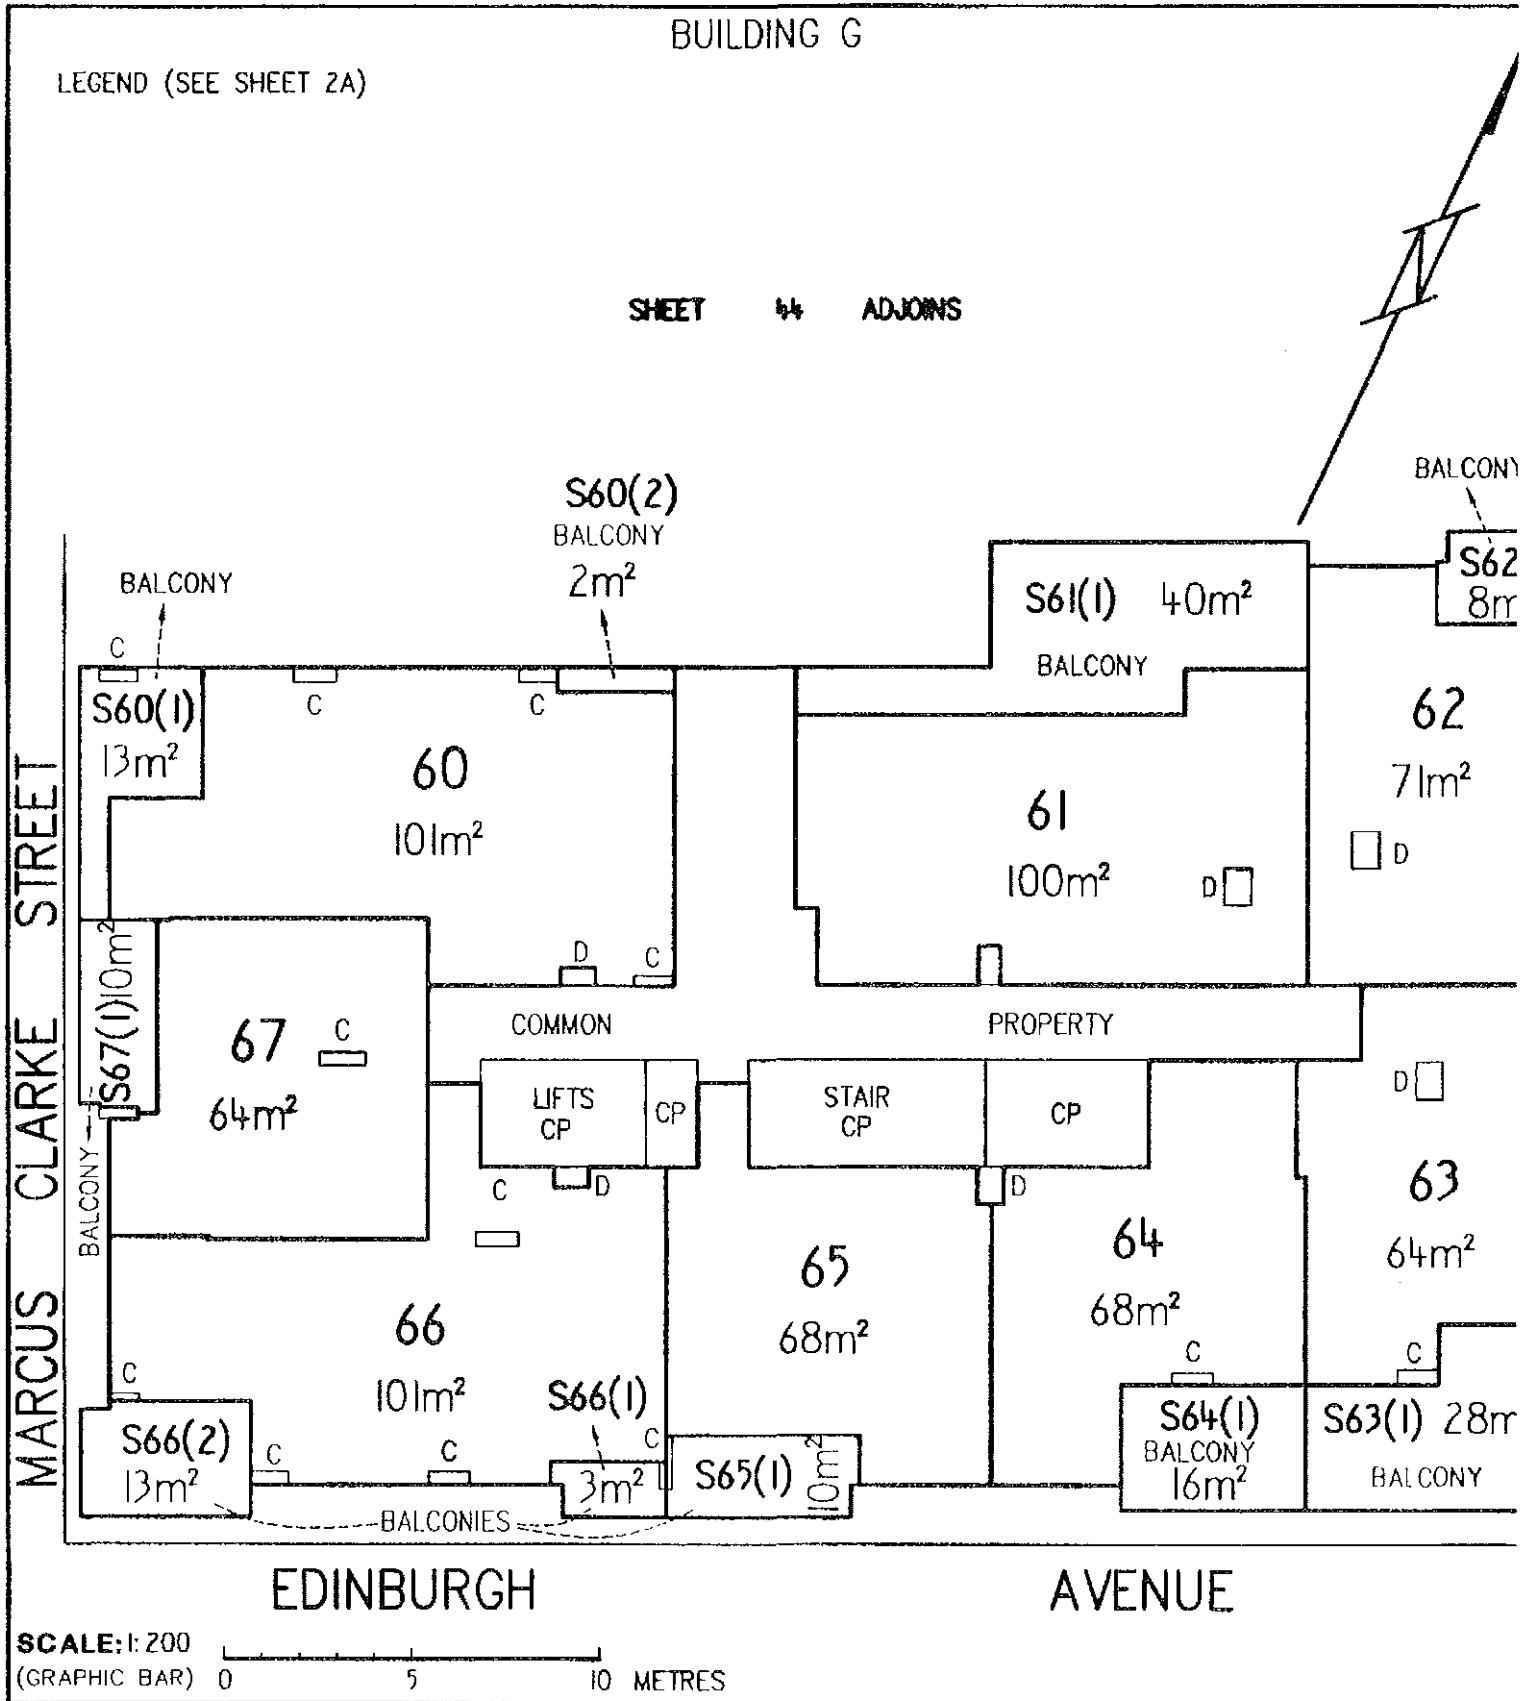 BUILDING G
LEGEND (SEE SHEET 2A)
SHEET 44 ADJOINS
S60(2)
BALCONY
2m²
BALCONY
BALCONY
S61(1) 40m²
BALCONY
S62
8m
C
C
C
S60(1)
13m²
60
101m²
61
100m²
D
62
71m²
D
D
C
MARCUS CLARKE STREET
S67(1) 10m²
BALCONY
67
64m²
C
COMMON PROPERTY
LIFTS
CP
CP
STAIR
CP
CP
D
63
64m²
C
D
D
66
101m²
65
68m²
64
68m²
C
C
C
S66(2)
13m²
C
C
S66(1)
3m²
C
S65(1) 10m²
S64(1)
BALCONY
16m²
S63(1) 28m
BALCONY
BALCONIES
EDINBURGH AVENUE
SCALE: 1:200
(GRAPHIC BAR) 0 5 10 METRES